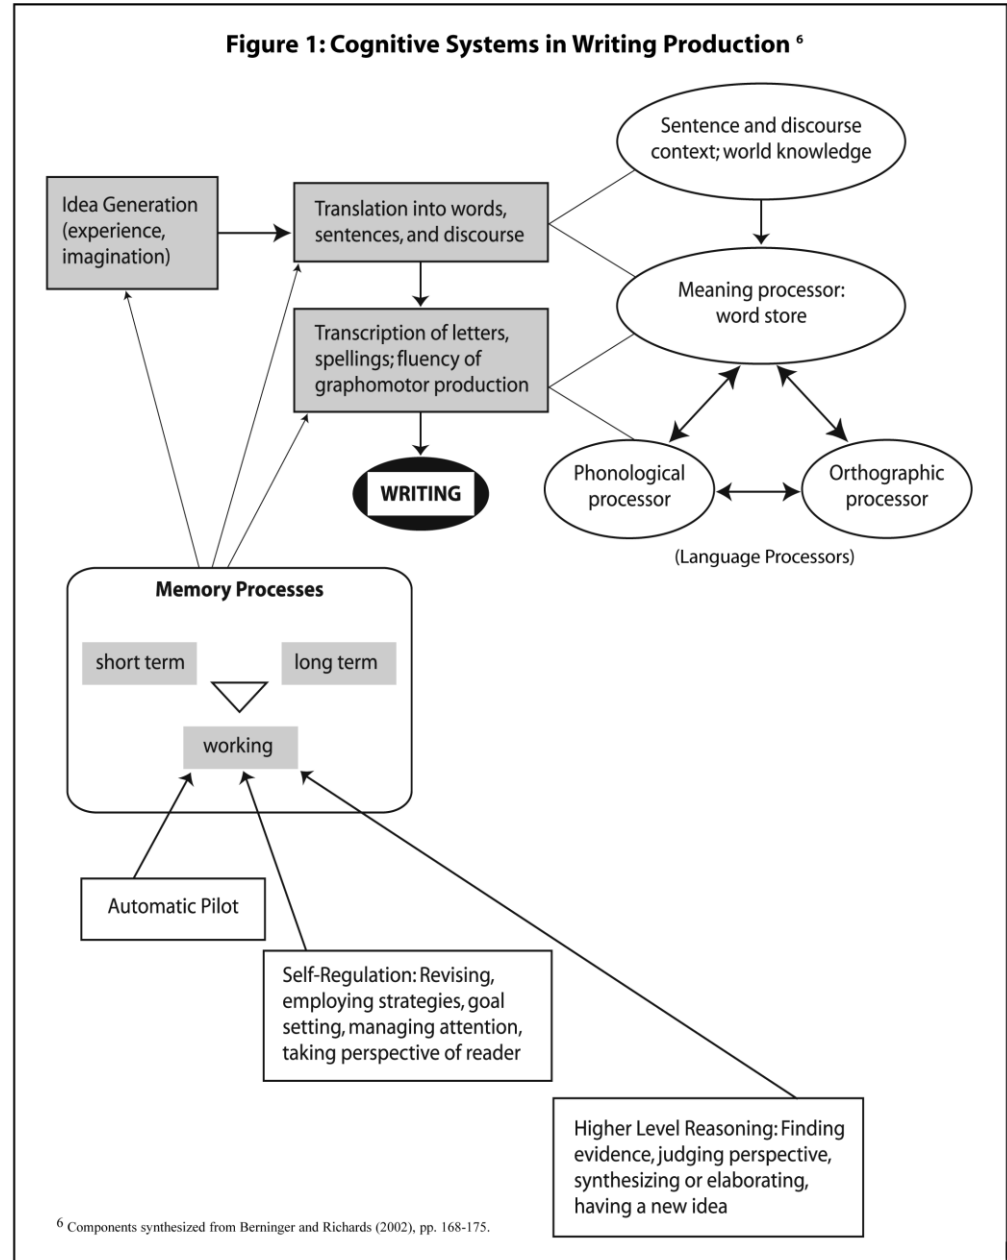 Figure 1: Cognitive Systems in Writing Production 6
Sentence and discourse
context; world knowledge
Idea Generation
(experience,
imagination)
Translation into words,
sentences, and discourse
Meaning processor:
word store
Transcription of letters,
spellings; fluency of
graphomotor production
WRITING
Phonological
processor
Orthographic
processor
(Language Processors)
Memory Processes
short term
long term
working
Automatic Pilot
Self-Regulation: Revising,
employing strategies, goal
setting, managing attention,
taking perspective of reader
Higher Level Reasoning: Finding
evidence, judging perspective,
synthesizing or elaborating,
having a new idea
6 Components synthesized from Berninger and Richards (2002), pp. 168-175.